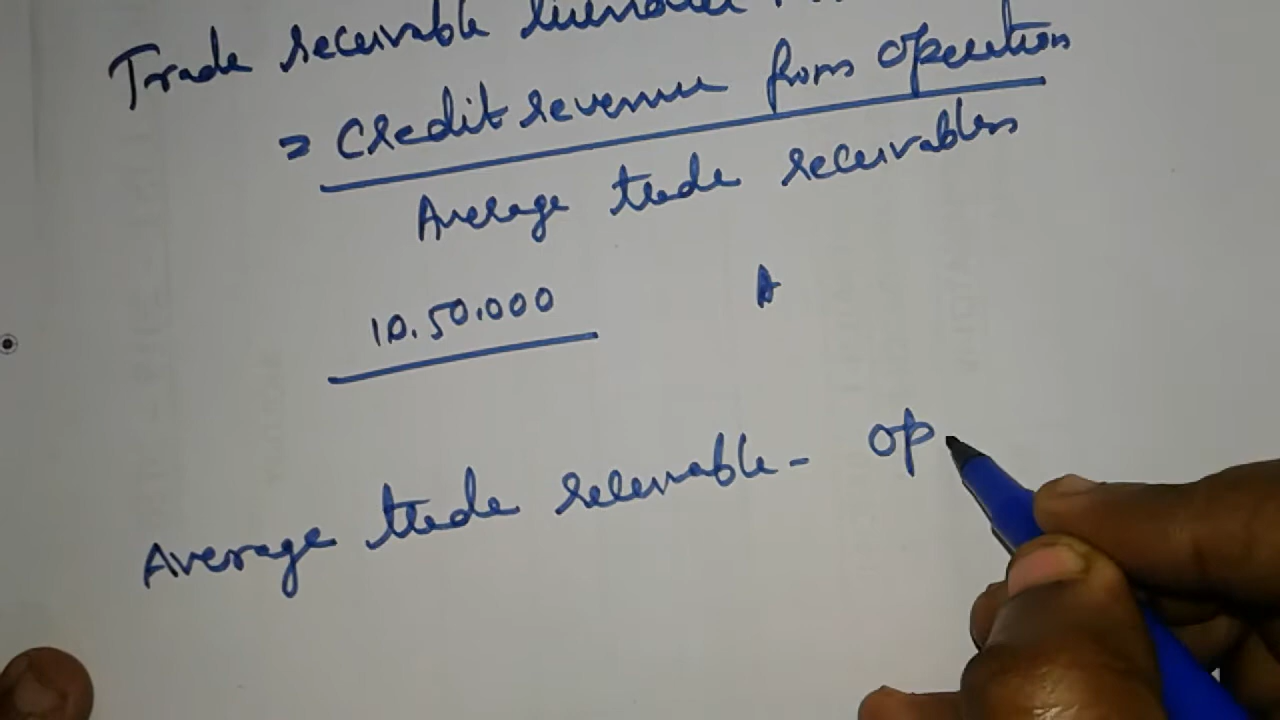 Trade receivable
= Credit revenue from operation
Average trade receivables
10.50.000 A
Average trade receivable - op